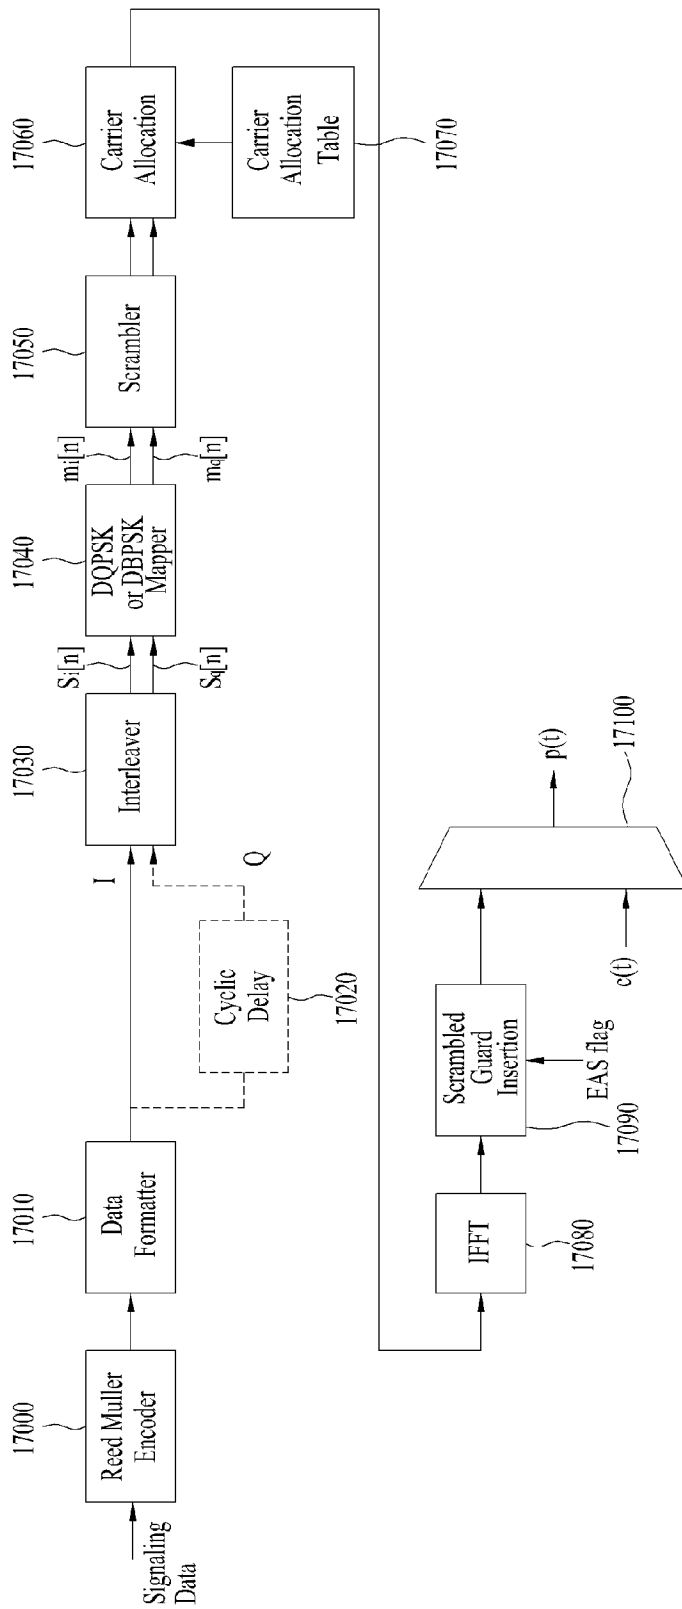 Signaling
Data
17000
Reed Muller
Encoder
17010
Data
Formatter
I
Q
Cyclic
Delay
17020
17030
Interleaver
Si[n]
Sq[n]
17040
DQPSK
or DBPSK
Mapper
mi[n]
mq[n]
17050
Scrambler
17060
Carrier
Allocation
Carrier
Allocation
Table
17070
IFFT
17080
Scrambled
Guard
Insertion
17090
EAS flag
c(t)
p(t)
17100